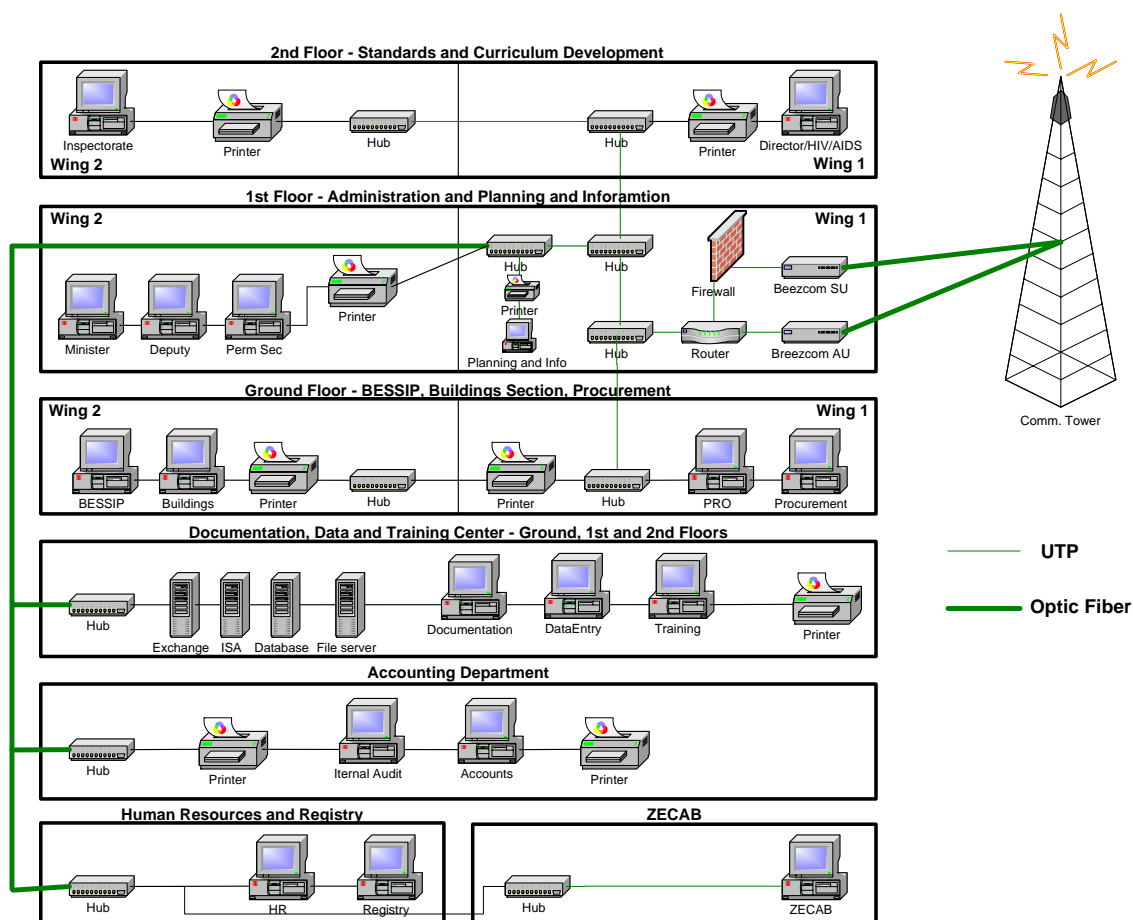 2nd Floor - Standards and Curriculum Development
Inspectorate
Printer
Hub
Hub
Printer
Director/HIV/AIDS
Wing 2
Wing 1
1st Floor - Administration and Planning and Inforamtion
Wing 2
Wing 1
Hub
Hub
Firewall
Beezcom SU
Printer
Printer
Minister
Deputy
Perm Sec
Planning and Info
Hub
Router
Breezcom AU
Comm. Tower
Ground Floor - BESSIP, Buildings Section, Procurement
Wing 2
Wing 1
BESSIP
Buildings
Printer
Hub
Printer
Hub
PRO
Procurement
Documentation, Data and Training Center - Ground, 1st and 2nd Floors
Hub
Exchange
ISA
Database
File server
Documentation
DataEntry
Training
Printer
UTP
Optic Fiber
Accounting Department
Hub
Printer
Iternal Audit
Accounts
Printer
Human Resources and Registry
Hub
HR
Registry
ZECAB
Hub
ZECAB